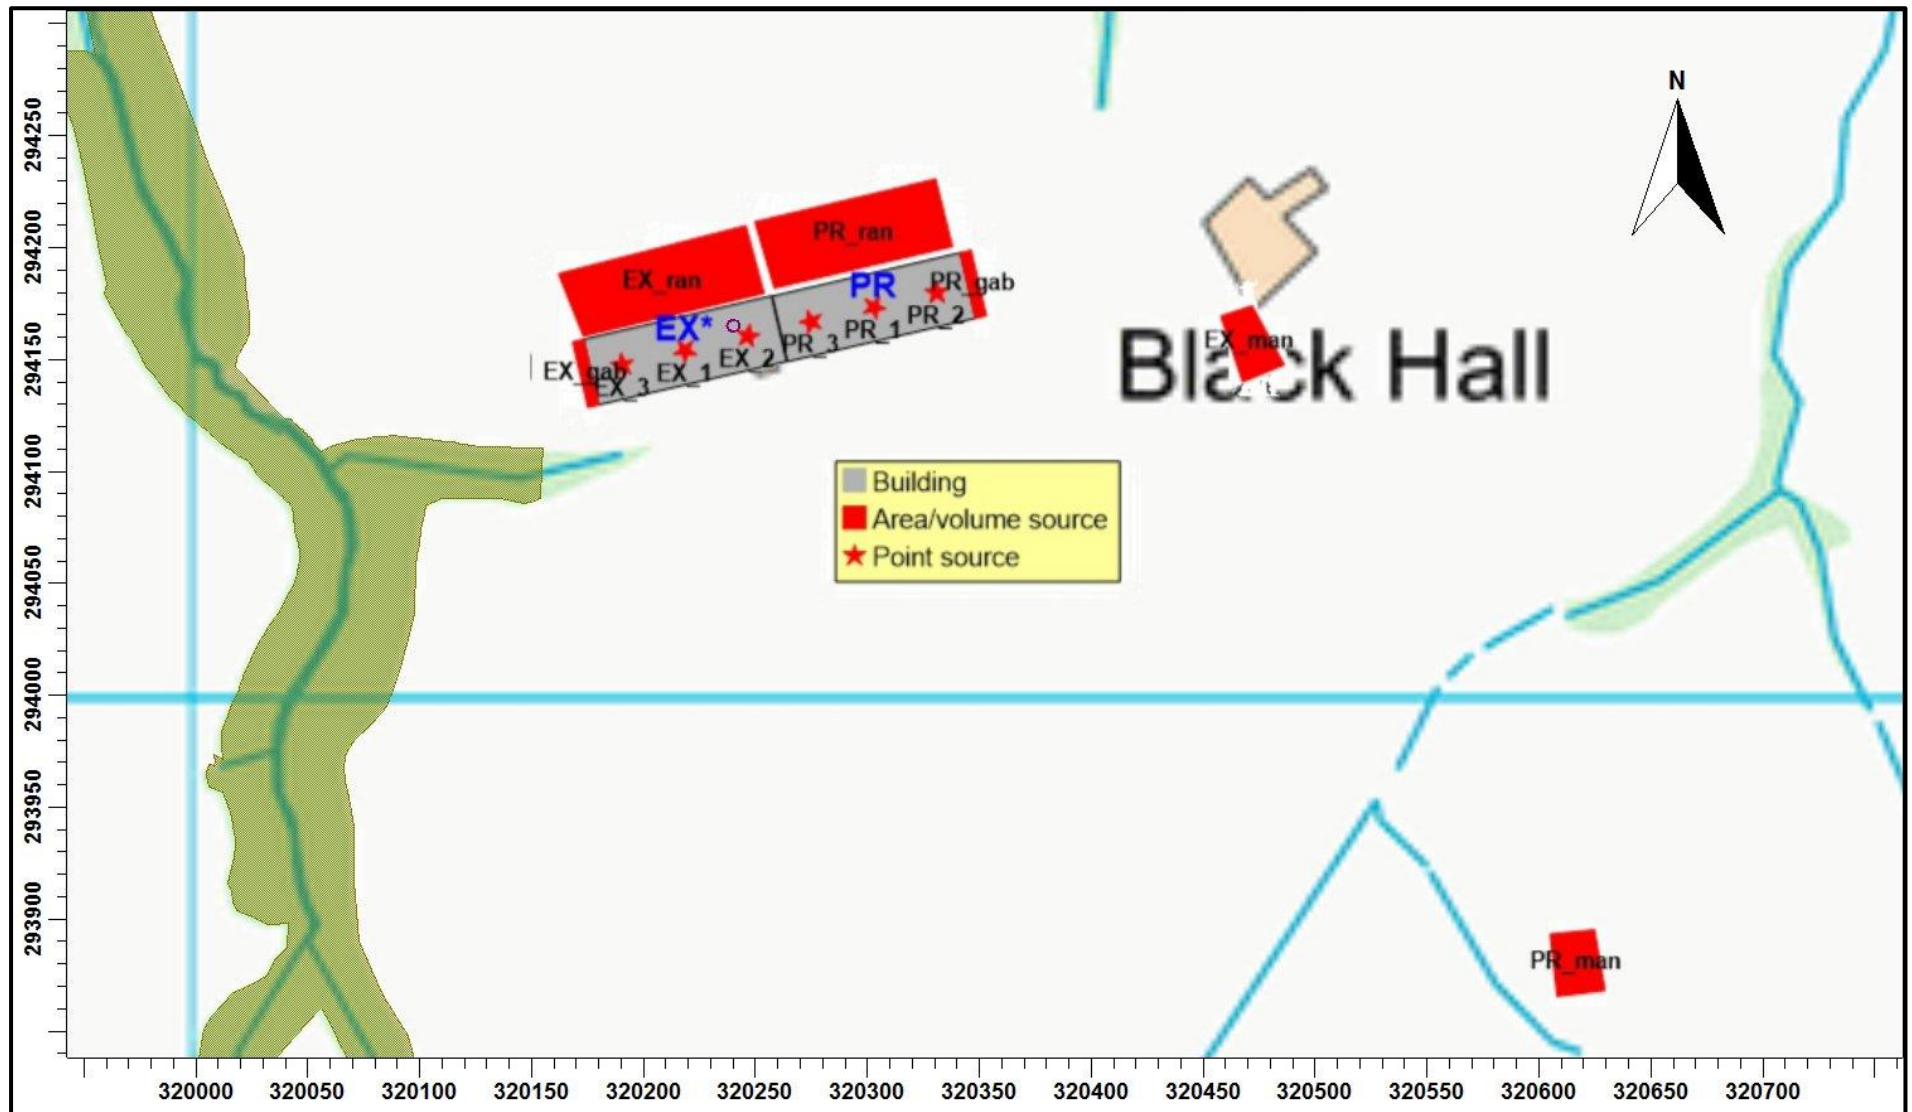 N
294250
294200
294150
294100
294050
294000
293950
293900
PR_ran
EX_ran
PR
PR_gab
EX*
PR_2
PR_1
PR_3
EX_2
EX_1
EX_gab
EX_3
EX_man
Black Hall
Building
Area/volume source
Point source
PR_man
320000 320050 320100 320150 320200 320250 320300 320350 320400 320450 320500 320550 320600 320650 320700